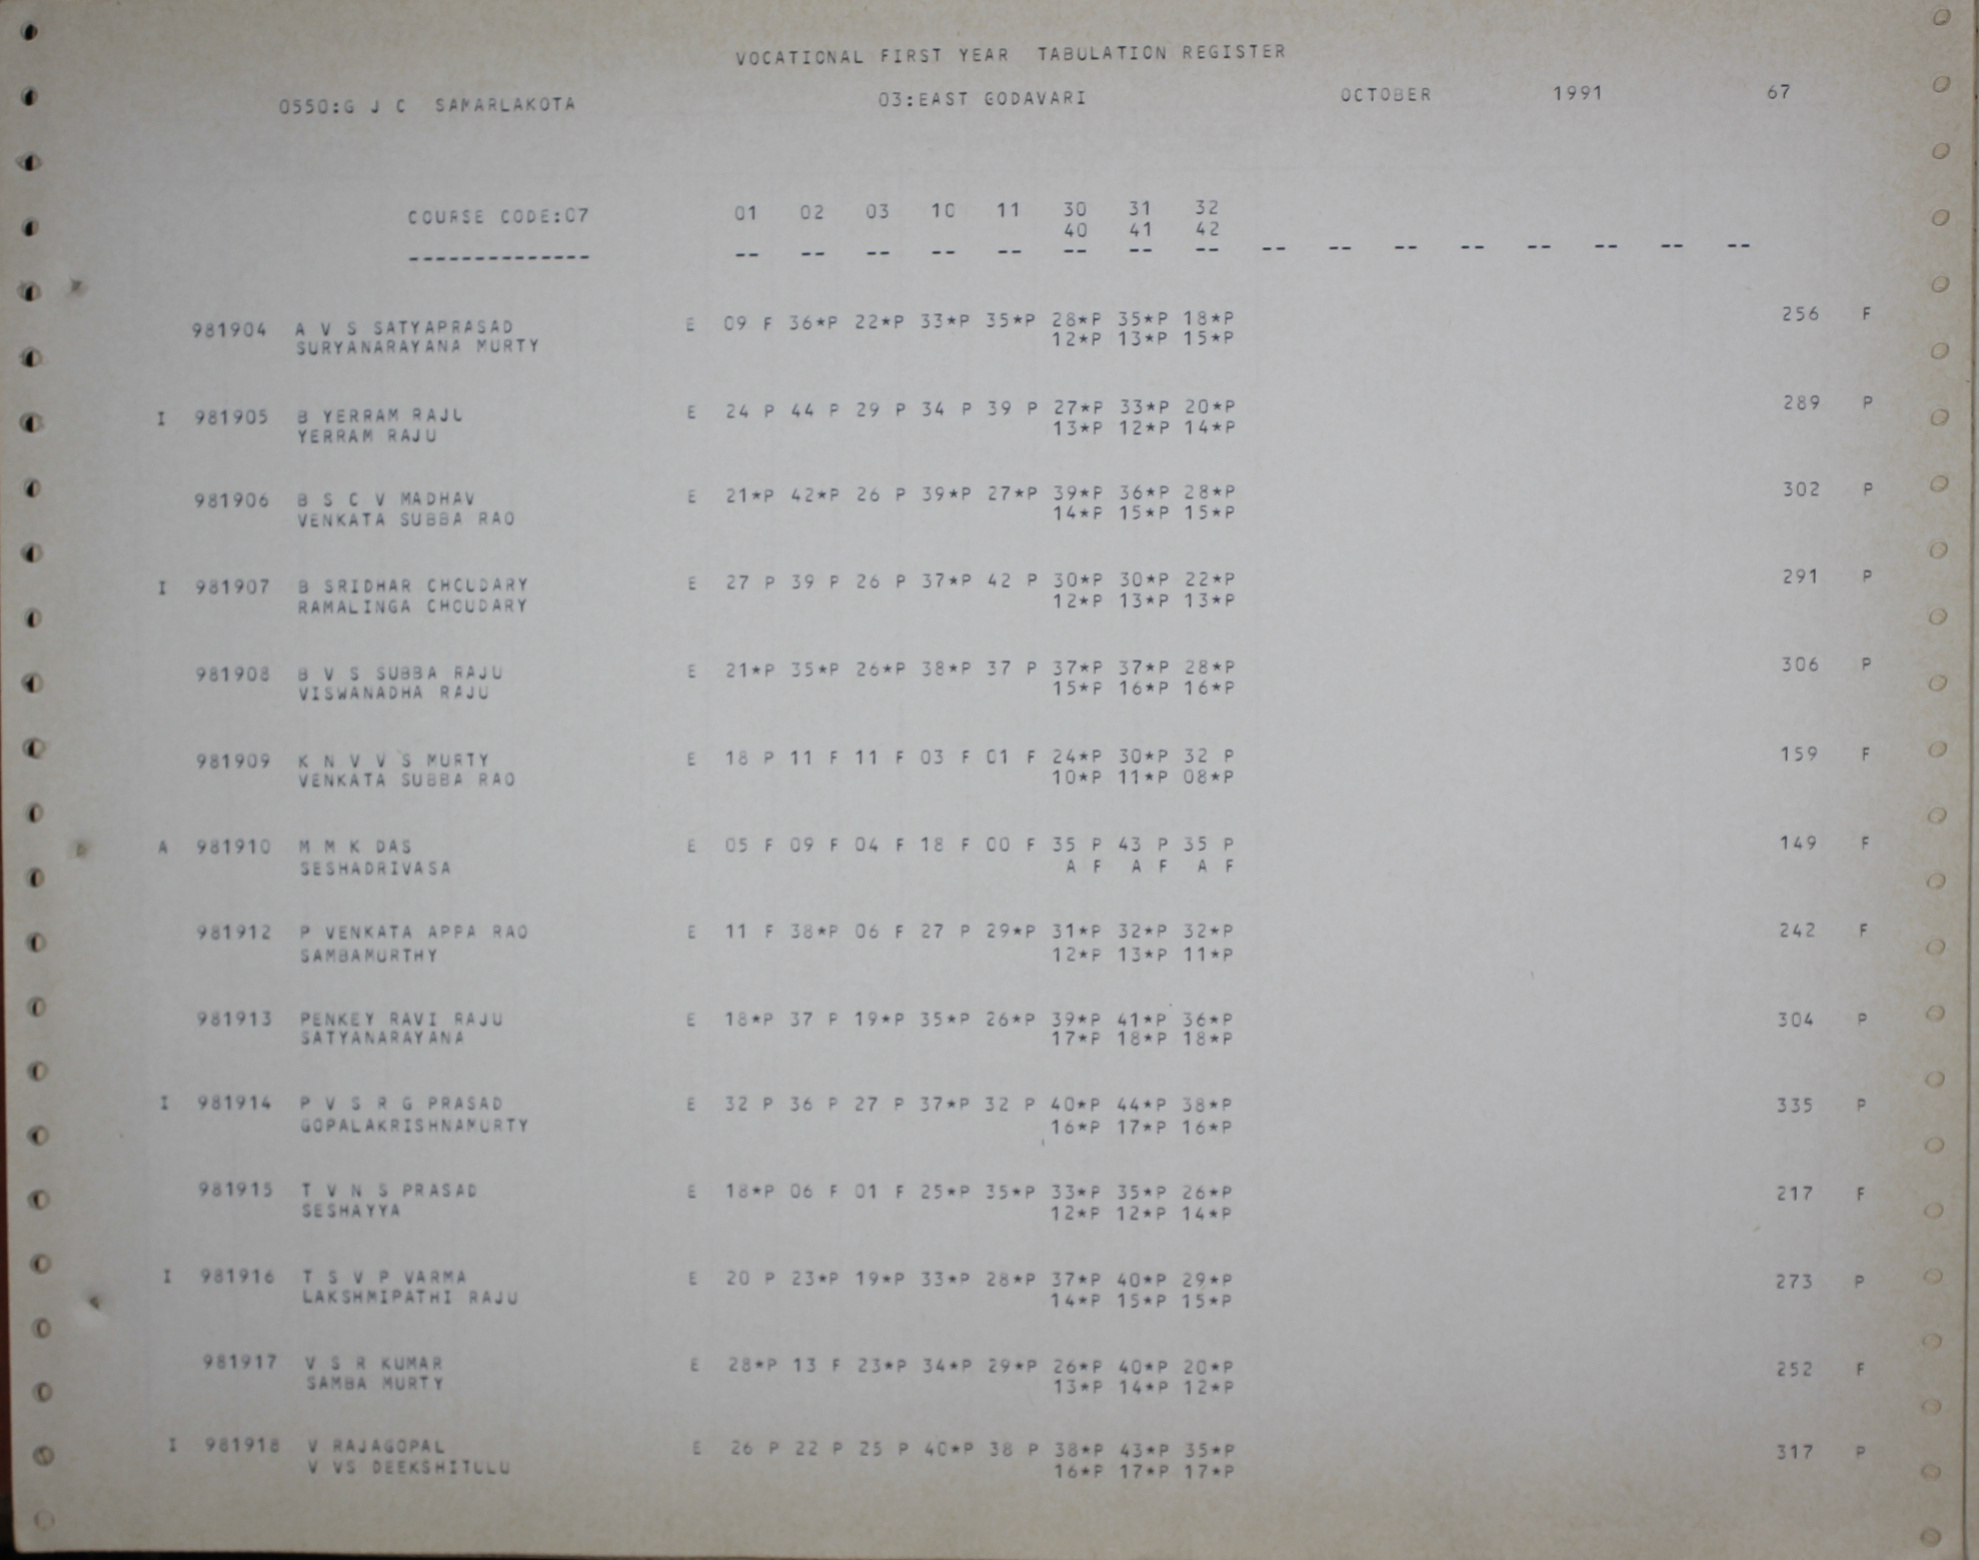 VOCATIONAL FIRST YEAR TABULATION REGISTER
0550:G J C SAMARLAKOTA 03:EAST GODAVARI OCTOBER 1991 67
COURSE CODE:07 01 02 03 10 11 30 31 32
40 41 42
-------------- -- -- -- -- -- -- -- -- -- -- -- -- -- -- -- --
981904 A V S SATYAPRASAD E 09 F 36*P 22*P 33*P 35*P 28*P 35*P 18*P 256 F
SURYANARAYANA MURTY 12*P 13*P 15*P
I 981905 B YERRAM RAJU E 24 P 44 P 29 P 34 P 39 P 27*P 33*P 20*P 289 P
YERRAM RAJU 13*P 12*P 14*P
981906 B S C V MADHAV E 21*P 42*P 26 P 39*P 27*P 39*P 36*P 28*P 302 P
VENKATA SUBBA RAO 14*P 15*P 15*P
I 981907 B SRIDHAR CHOUDARY E 27 P 39 P 26 P 37*P 42 P 30*P 30*P 22*P 291 P
RAMALINGA CHOUDARY 12*P 13*P 13*P
981908 B V S SUBBA RAJU E 21*P 35*P 26*P 38*P 37 P 37*P 37*P 28*P 306 P
VISWANADHA RAJU 15*P 16*P 16*P
981909 K N V V S MURTY E 18 P 11 F 11 F 03 F 01 F 24*P 30*P 32 P 159 F
VENKATA SUBBA RAO 10*P 11*P 08*P
A 981910 M M K DAS E 05 F 09 F 04 F 18 F 00 F 35 P 43 P 35 P 149 F
SESHADRIVASA A F A F A F
981912 P VENKATA APPA RAO E 11 F 38*P 06 F 27 P 29*P 31*P 32*P 32*P 242 F
SAMBAMURTHY 12*P 13*P 11*P
981913 PENKEY RAVI RAJU E 18*P 37 P 19*P 35*P 26*P 39*P 41*P 36*P 304 P
SATYANARAYANA 17*P 18*P 18*P
I 981914 P V S R G PRASAD E 32 P 36 P 27 P 37*P 32 P 40*P 44*P 38*P 335 P
GOPALAKRISHNAMURTY 16*P 17*P 16*P
981915 T V N S PRASAD E 18*P 06 F 01 F 25*P 35*P 33*P 35*P 26*P 217 F
SESHAYYA 12*P 12*P 14*P
I 981916 T S V P VARMA E 20 P 23*P 19*P 33*P 28*P 37*P 40*P 29*P 273 P
LAKSHMIPATHI RAJU 14*P 15*P 15*P
981917 V S R KUMAR E 28*P 13 F 23*P 34*P 29*P 26*P 40*P 20*P 252 F
SAMBA MURTY 13*P 14*P 12*P
I 981918 V RAJAGOPAL E 26 P 22 P 25 P 40*P 38 P 38*P 43*P 35*P 317 P
V VS DEEKSHITULU 16*P 17*P 17*P